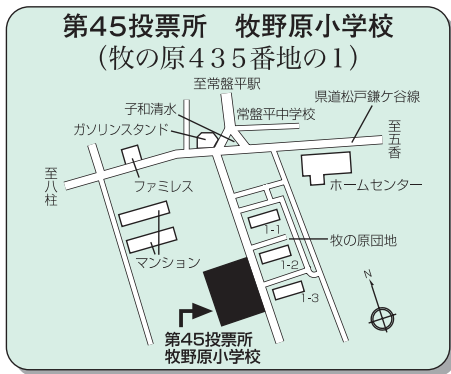 第45投票所 牧野原小学校
(牧の原435番地の1)
至常盤平駅
子和清水
常盤平中学校
県道松戸鎌ケ谷線
ガソリンスタンド
至五香
至八柱
ファミレス
ホームセンター
1-1
牧の原団地
マンション
1-2
1-3
N
第45投票所
牧野原小学校